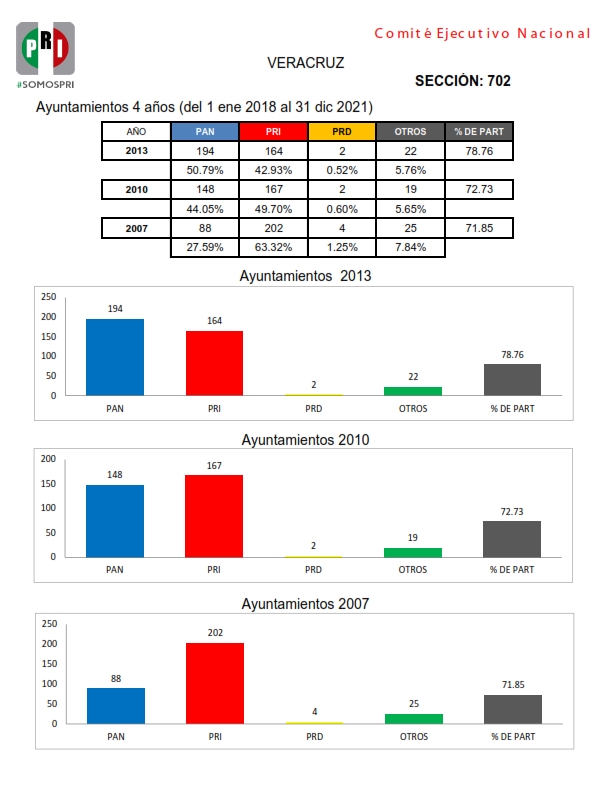 Comité Ejecutivo Nacional
PRI
#SOMOSPRI
VERACRUZ
SECCIÓN: 702
Ayuntamientos 4 años (del 1 ene 2018 al 31 dic 2021)
AÑO PAN PRI PRD OTROS % DE PART
2013 194 164 2 22 78.76
50.79% 42.93% 0.52% 5.76%
2010 148 167 2 19 72.73
44.05% 49.70% 0.60% 5.65%
2007 88 202 4 25 71.85
27.59% 63.32% 1.25% 7.84%
Ayuntamientos 2013
250
200
150
100
50
0
194
164
2
22
78.76
PAN PRI PRD OTROS % DE PART
Ayuntamientos 2010
200
150
100
50
0
148
167
2
19
72.73
PAN PRI PRD OTROS % DE PART
Ayuntamientos 2007
250
200
150
100
50
0
88
202
4
25
71.85
PAN PRI PRD OTROS % DE PART